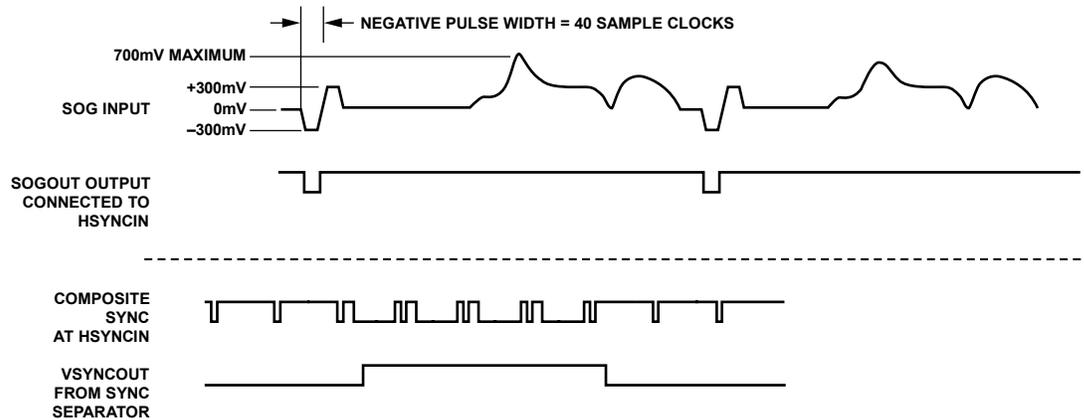 NEGATIVE PULSE WIDTH = 40 SAMPLE CLOCKS
700mV MAXIMUM
+300mV
SOG INPUT
0mV
–300mV
SOGOUT OUTPUT
CONNECTED TO
HSYNCIN
COMPOSITE
SYNC
AT HSYNCIN
VSYNCOUT
FROM SYNC
SEPARATOR